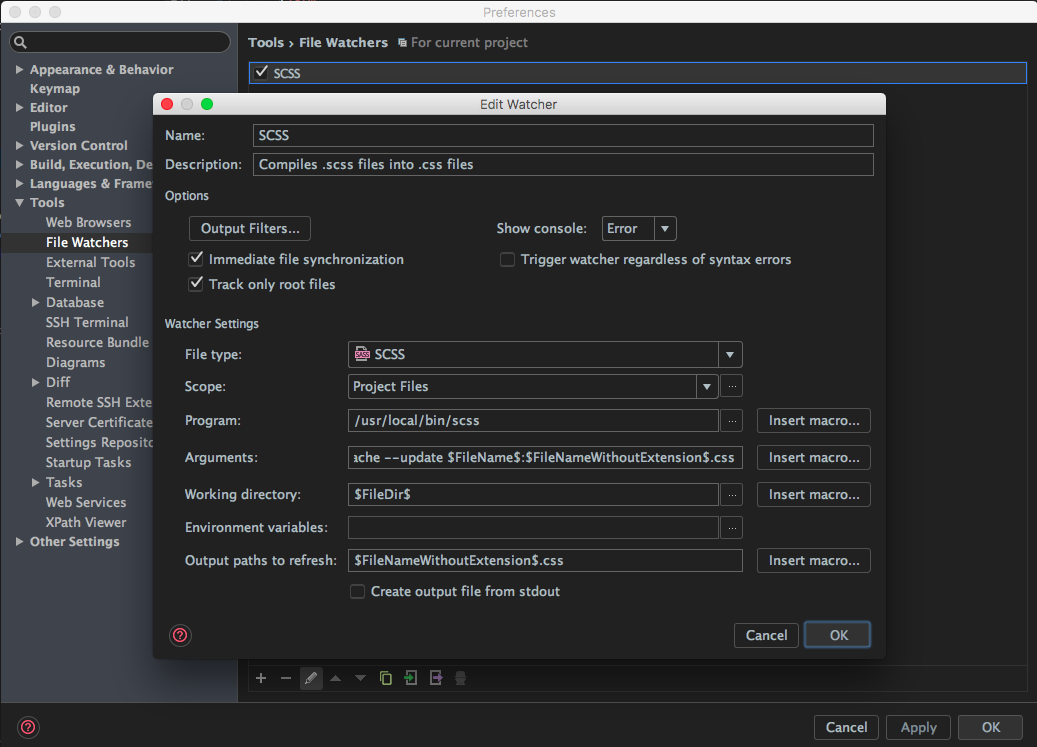 Preferences
Tools › File Watchers For current project
SCSS
Appearance & Behavior
Keymap
Editor
Plugins
Version Control
Build, Execution, De
Languages & Frame
Tools
Web Browsers
File Watchers
External Tools
Terminal
Database
SSH Terminal
Resource Bundle
Diagrams
Diff
Remote SSH Exte
Server Certificate
Settings Reposito
Startup Tasks
Tasks
Web Services
XPath Viewer
Other Settings
Edit Watcher
Name: SCSS
Description: Compiles .scss files into .css files
Options
Output Filters... Show console: Error
Immediate file synchronization Trigger watcher regardless of syntax errors
Track only root files
Watcher Settings
File type: SASS SCSS
Scope: Project Files ...
Program: /usr/local/bin/scss ... Insert macro...
Arguments: ache --update $FileName$:$FileNameWithoutExtension$.css Insert macro...
Working directory: $FileDir$ ... Insert macro...
Environment variables: ...
Output paths to refresh: $FileNameWithoutExtension$.css Insert macro...
Create output file from stdout
? Cancel OK
? Cancel Apply OK